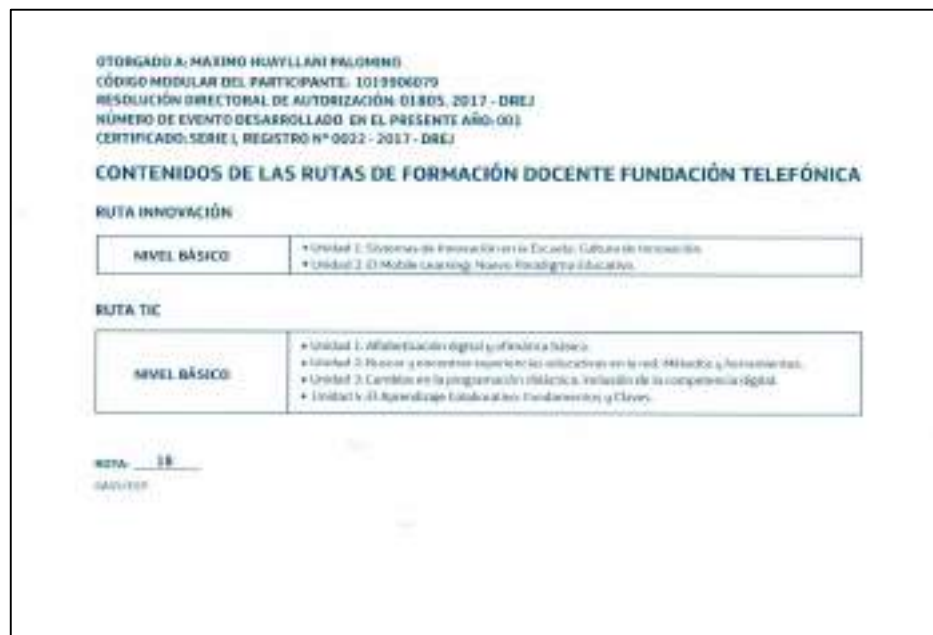 OTORGADO A: MAXIMO HUAYLLANI PALOMINO
CÓDIGO MODULAR DEL PARTICIPANTE: 1019906079
RESOLUCIÓN DIRECTORAL DE AUTORIZACIÓN: 01805, 2017 - DREJ
NÚMERO DE EVENTO DESARROLLADO EN EL PRESENTE AÑO: 001
CERTIFICADO: SERIE I, REGISTRO Nº 0022 - 2017 - DREJ
CONTENIDOS DE LAS RUTAS DE FORMACIÓN DOCENTE FUNDACIÓN TELEFÓNICA
RUTA INNOVACIÓN
NIVEL BÁSICO
• Unidad 1: Sistemas de Innovación en la Escuela: Cultura de Innovación.
• Unidad 2: El Mobile Learning: Nuevo Paradigma Educativo.
RUTA TIC
NIVEL BÁSICO
• Unidad 1: Alfabetización digital y ofimática básica.
• Unidad 2: Buscar y encontrar experiencias educativas en la red. Métodos y herramientas.
• Unidad 3: Cambios en la programación didáctica. Inclusión de la competencia digital.
• Unidad 4: El Aprendizaje Colaborativo: Fundamentos y Claves.
NOTA: 18